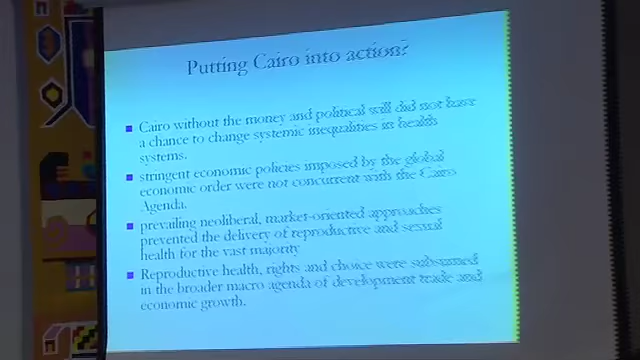 Putting Cairo into action?
Cairo without the money and political will did not have
a chance to change systemic inequalities in health
systems.
stringent economic policies imposed by the global
economic order were not concurrent with the Cairo
Agenda.
prevailing neoliberal, market-oriented approaches
prevented the delivery of reproductive and sexual
health for the vast majority
Reproductive health, rights and choice were subsumed
in the broader macro agenda of development trade and
economic growth.